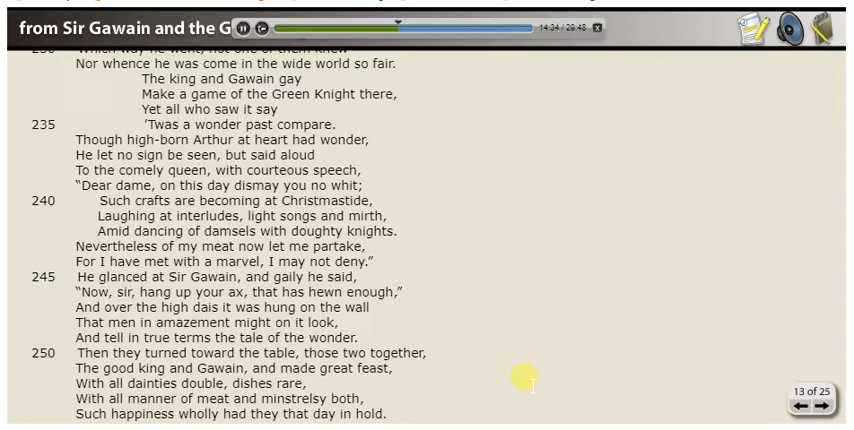 from Sir Gawain and the G
14:34 / 29:48
230 Which way he went, not one of them knew
Nor whence he was come in the wide world so fair.
The king and Gawain gay
Make a game of the Green Knight there,
Yet all who saw it say
235 ’Twas a wonder past compare.
Though high-born Arthur at heart had wonder,
He let no sign be seen, but said aloud
To the comely queen, with courteous speech,
“Dear dame, on this day dismay you no whit;
240 Such crafts are becoming at Christmastide,
Laughing at interludes, light songs and mirth,
Amid dancing of damsels with doughty knights.
Nevertheless of my meat now let me partake,
For I have met with a marvel, I may not deny.”
245 He glanced at Sir Gawain, and gaily he said,
“Now, sir, hang up your ax, that has hewn enough,”
And over the high dais it was hung on the wall
That men in amazement might on it look,
And tell in true terms the tale of the wonder.
250 Then they turned toward the table, those two together,
The good king and Gawain, and made great feast,
With all dainties double, dishes rare,
With all manner of meat and minstrelsy both,
Such happiness wholly had they that day in hold.
13 of 25